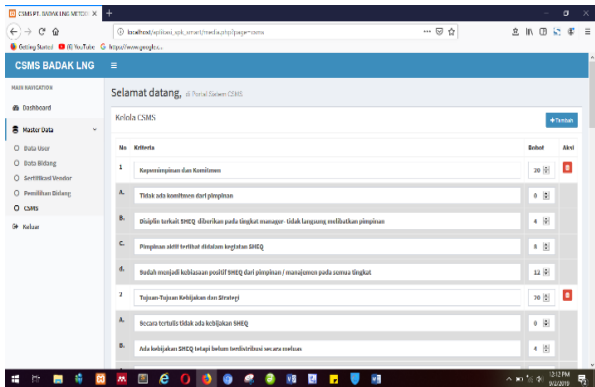 CSMS PT. BADAK LNG METODE
localhost/aplikasi_spk_smart/media.php?page=csms
Getting Started YouTube
CSMS BADAK LNG
MAIN NAVIGATION
Dashboard
Master Data
Data User
Data Bidang
Sertifikasi Vendor
Pemilihan Bidang
CSMS
Keluar
Selamat datang, di Portal Sistem CSMS
Kelola CSMS
+Tambah
No Kriteria Bobot Aksi
1 Kepemimpinan dan Komitmen 20
A. Tidak ada komitmen dari pimpinan 0
B. Disiplin terkait SHEQ diberikan pada tingkat manager- tidak langsung melibatkan pimpinan 4
C. Pimpinan aktif terlihat didalam kegiatan SHEQ 8
d. Sudah menjadi kebiasaan positif SHEQ dari pimpinan / manajemen pada semua tingkat 12
2 Tujuan-Tujuan Kebijakan dan Strategi 20
A. Secara tertulis tidak ada kebijakan SHEQ 0
B. Ada kebijakan SHEQ tetapi belum terdistribusi secara meluas 4
12:12 PM
9/2/2019